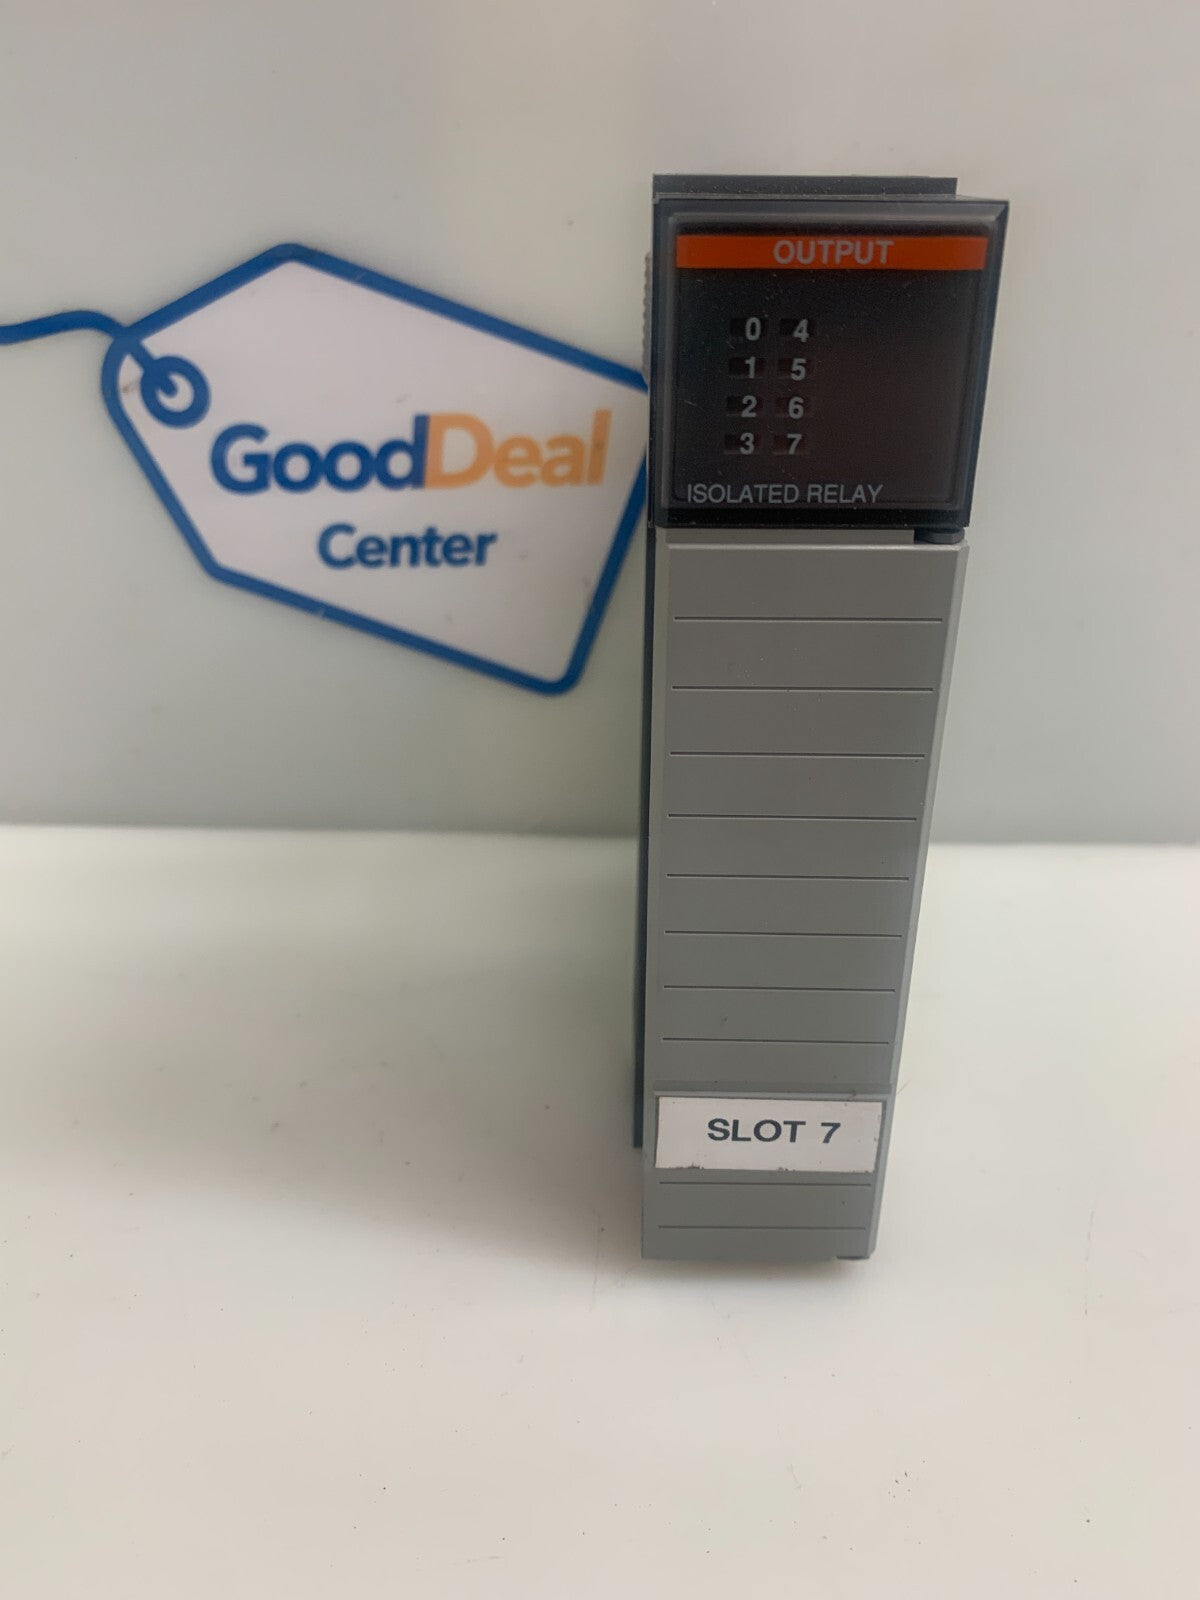 GoodDeal
Center
OUTPUT
0 4
1 5
2 6
3 7
ISOLATED RELAY
SLOT 7